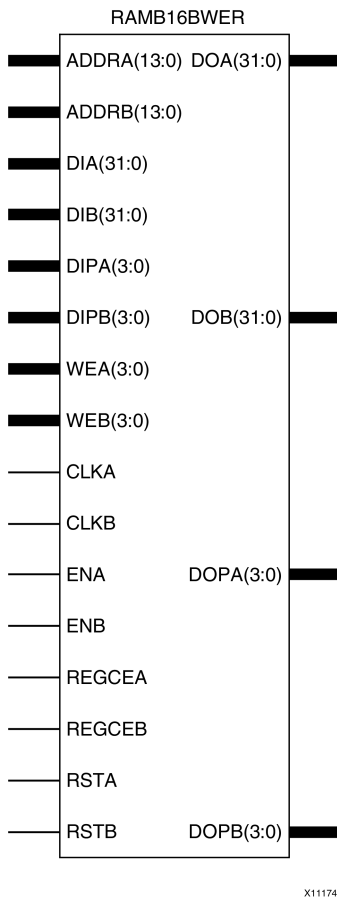 RAMB16BWER
ADDRA(13:0) DOA(31:0)
ADDRB(13:0)
DIA(31:0)
DIB(31:0)
DIPA(3:0)
DIPB(3:0) DOB(31:0)
WEA(3:0)
WEB(3:0)
CLKA
CLKB
ENA DOPA(3:0)
ENB
REGCEA
REGCEB
RSTA
RSTB DOPB(3:0)
X11174